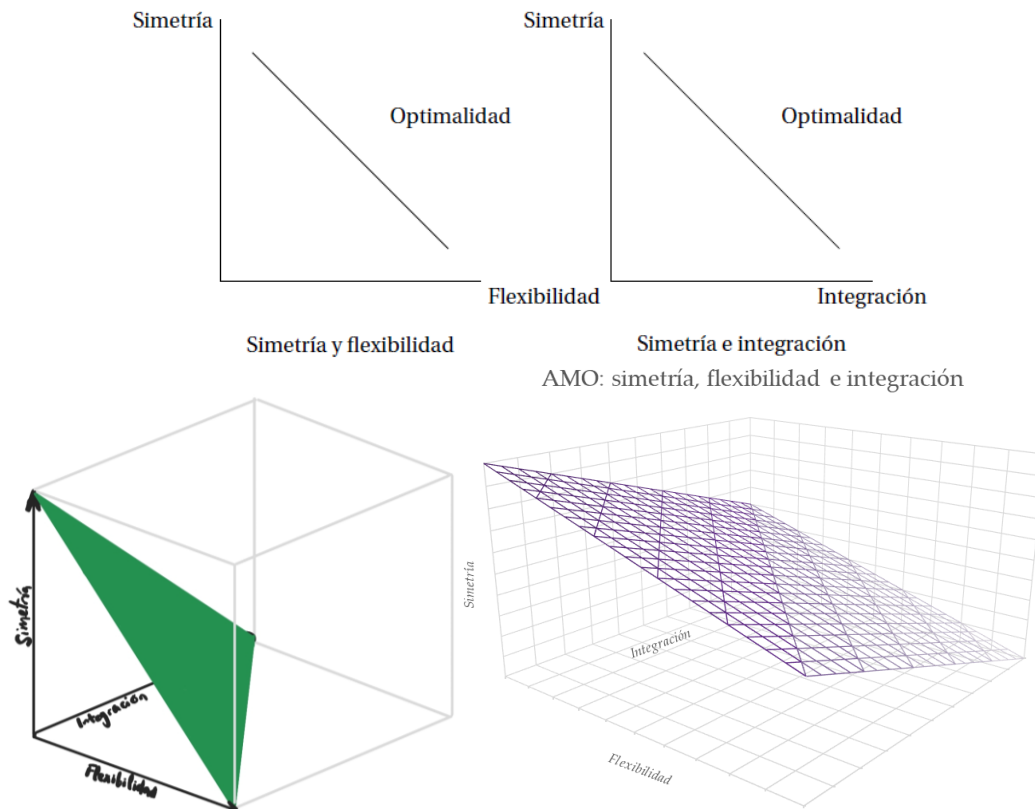 Simetría
Optimalidad
Flexibilidad
Simetría y flexibilidad
Simetría
Optimalidad
Integración
Simetría e integración
AMO: simetría, flexibilidad e integración
Simetría
Integración
Flexibilidad
Simetría
Integración
Flexibilidad